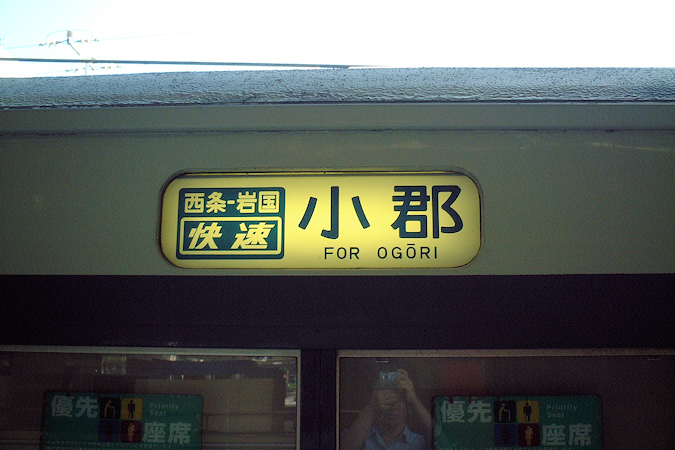 西条-岩国
快速
小郡
FOR OGŌRI
優先
Priority
Seat
座席
優先
Priority
Seat
座席